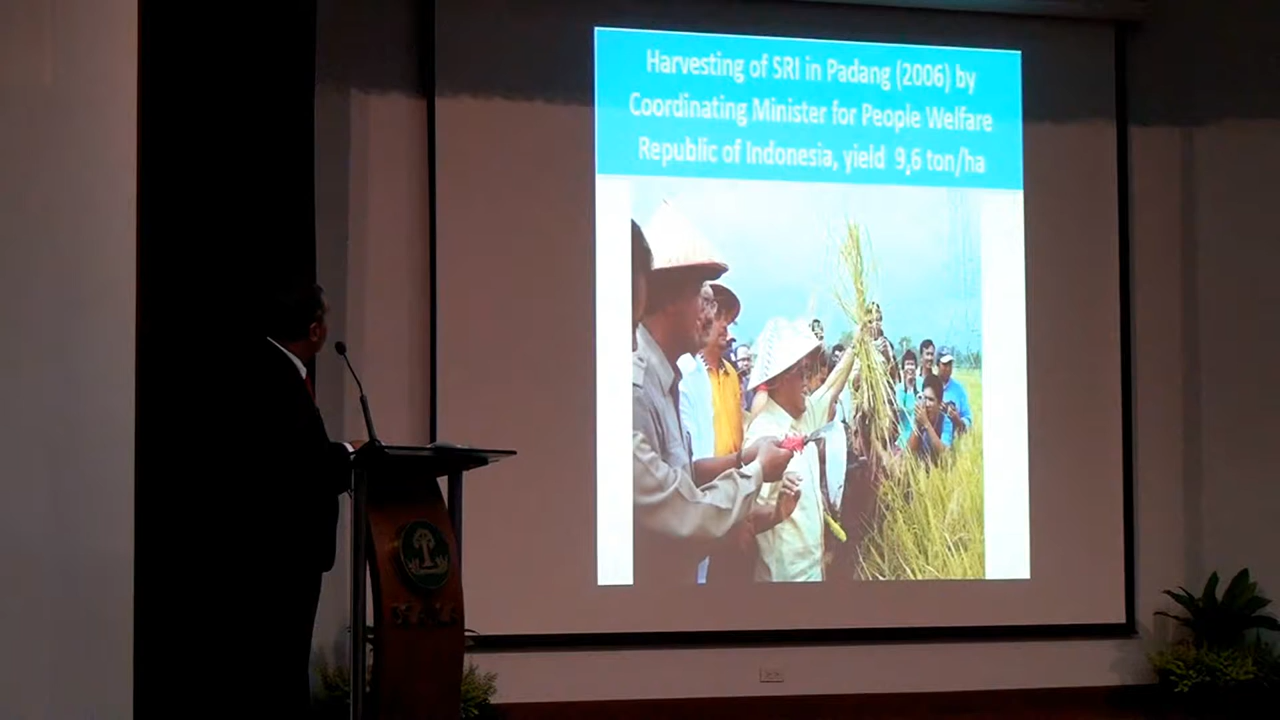 Harvesting of SRI in Padang (2006) by
Coordinating Minister for People Welfare
Republic of Indonesia, yield 9,6 ton/ha